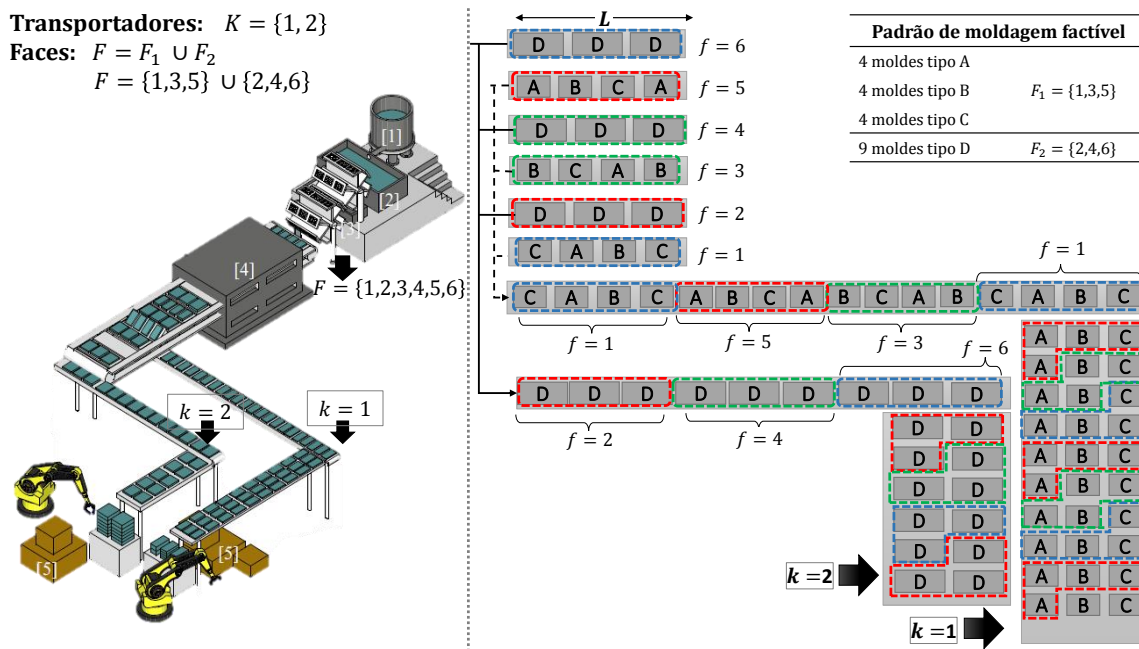 Transportadores: K = {1, 2}
Faces: F = F₁ ∪ F₂
F = {1,3,5} ∪ {2,4,6}
[1]
[2]
[3]
[4]
F = {1,2,3,4,5,6}
k = 2
k = 1
[5]
[5]
L
D D D f = 6
A B C A f = 5
D D D f = 4
B C A B f = 3
D D D f = 2
C A B C f = 1
f = 1
C A B C A B C A B C A B C A B C
f = 1 f = 5 f = 3
f = 6
D D D D D D D D D
f = 2 f = 4
D D
D D
D D
D D
D D
D D
k =2
A B C
A B C
A B C
A B C
A B C
A B C
A B C
A B C
A B C
A B C
k =1
Padrão de moldagem factível
4 moldes tipo A
4 moldes tipo B F₁ = {1,3,5}
4 moldes tipo C
9 moldes tipo D F₂ = {2,4,6}